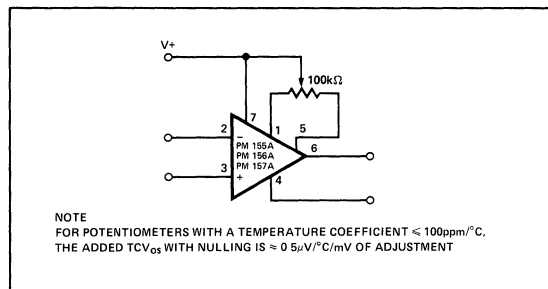 V+
100kΩ
7
1
5
2
−
PM 155A
6
PM 156A
3
PM 157A
+
4
NOTE
FOR POTENTIOMETERS WITH A TEMPERATURE COEFFICIENT ⩽ 100ppm/°C,
THE ADDED TCVOS WITH NULLING IS ≈ 0 5μV/°C/mV OF ADJUSTMENT